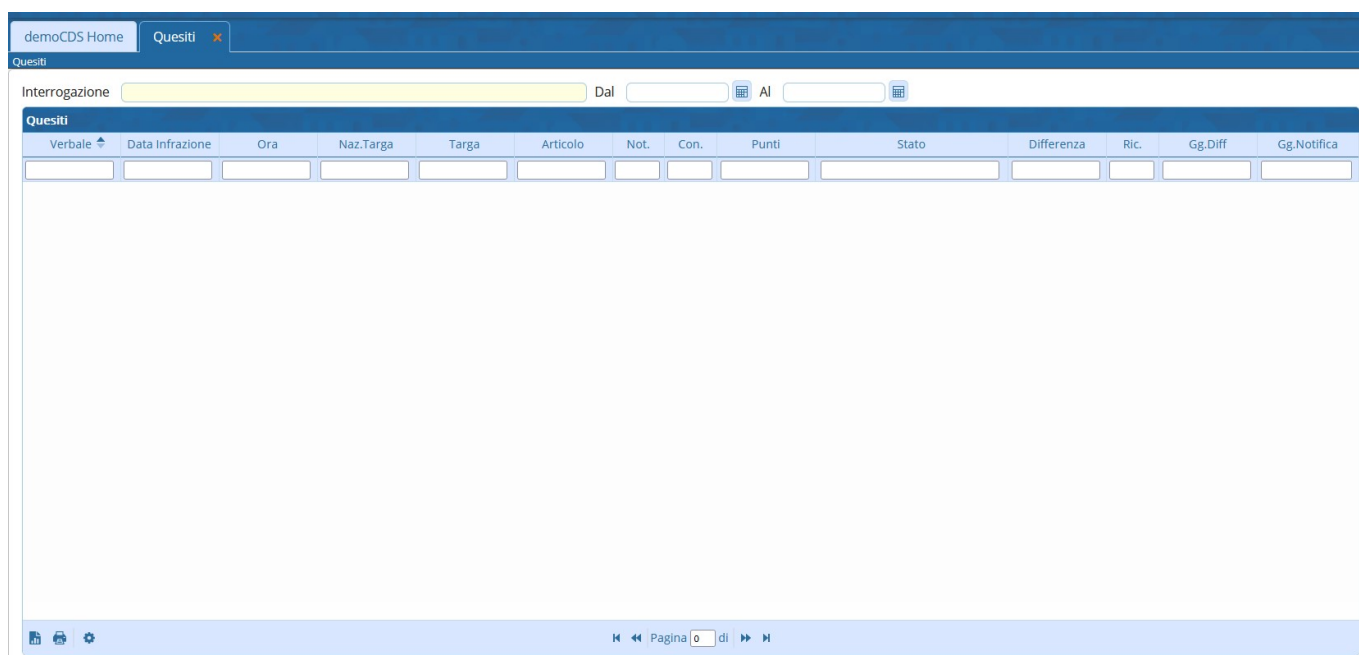 demoCDS Home Quesiti ×
Quesiti
Interrogazione Dal Al
Quesiti
Verbale Data Infrazione Ora Naz.Targa Targa Articolo Not. Con. Punti Stato Differenza Ric. Gg.Diff Gg.Notifica
Pagina 0 di